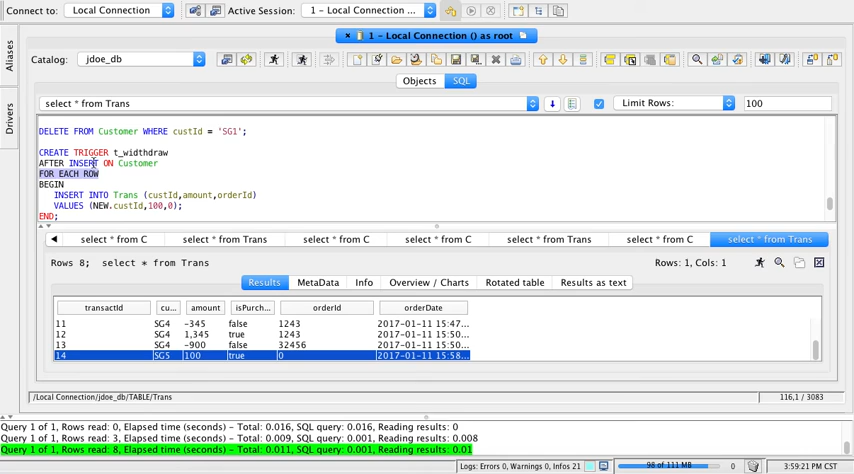 Connect to: Local Connection Active Session: 1 - Local Connection ...
1 - Local Connection () as root
Aliases
Drivers
Catalog: jdoe_db
Objects SQL
select * from Trans Limit Rows: 100
DELETE FROM Customer WHERE custId = 'SG1';
CREATE TRIGGER t_widthdraw
AFTER INSERT ON Customer
FOR EACH ROW
BEGIN
INSERT INTO Trans (custId,amount,orderId)
VALUES (NEW.custId,100,0);
END;
select * from C select * from Trans select * from C select * from C select * from Trans select * from C select * from Trans
Rows 8; select * from Trans Rows: 1, Cols: 1
Results MetaData Info Overview / Charts Rotated table Results as text
transactId cu... amount isPurch... orderId orderDate
11 SG4 -345 false 1243 2017-01-11 15:47...
12 SG4 1,345 true 1243 2017-01-11 15:50...
13 SG4 -900 false 32456 2017-01-11 15:50...
14 SG5 100 true 0 2017-01-11 15:58...
/Local Connection/jdoe_db/TABLE/Trans 116,1 / 3083
Query 1 of 1, Rows read: 0, Elapsed time (seconds) - Total: 0.016, SQL query: 0.016, Reading results: 0
Query 1 of 1, Rows read: 3, Elapsed time (seconds) - Total: 0.009, SQL query: 0.001, Reading results: 0.008
Query 1 of 1, Rows read: 8, Elapsed time (seconds) - Total: 0.011, SQL query: 0.001, Reading results: 0.01
Logs: Errors 0, Warnings 0, Infos 21 98 of 111 MB 0 3:59:21 PM CST